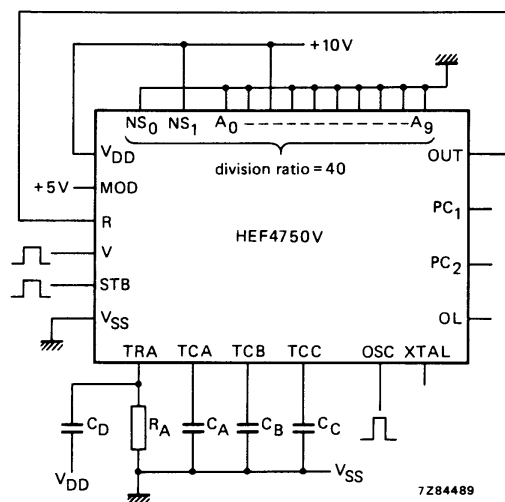 +10V
NS0 NS1 A0 A9
VDD
division ratio = 40
OUT
+5V MOD
PC1
R
HEF4750V
V
PC2
STB
VSS
OL
TRA TCA TCB TCC OSC XTAL
CD RA CA CB CC
VDD
VSS
7Z84489